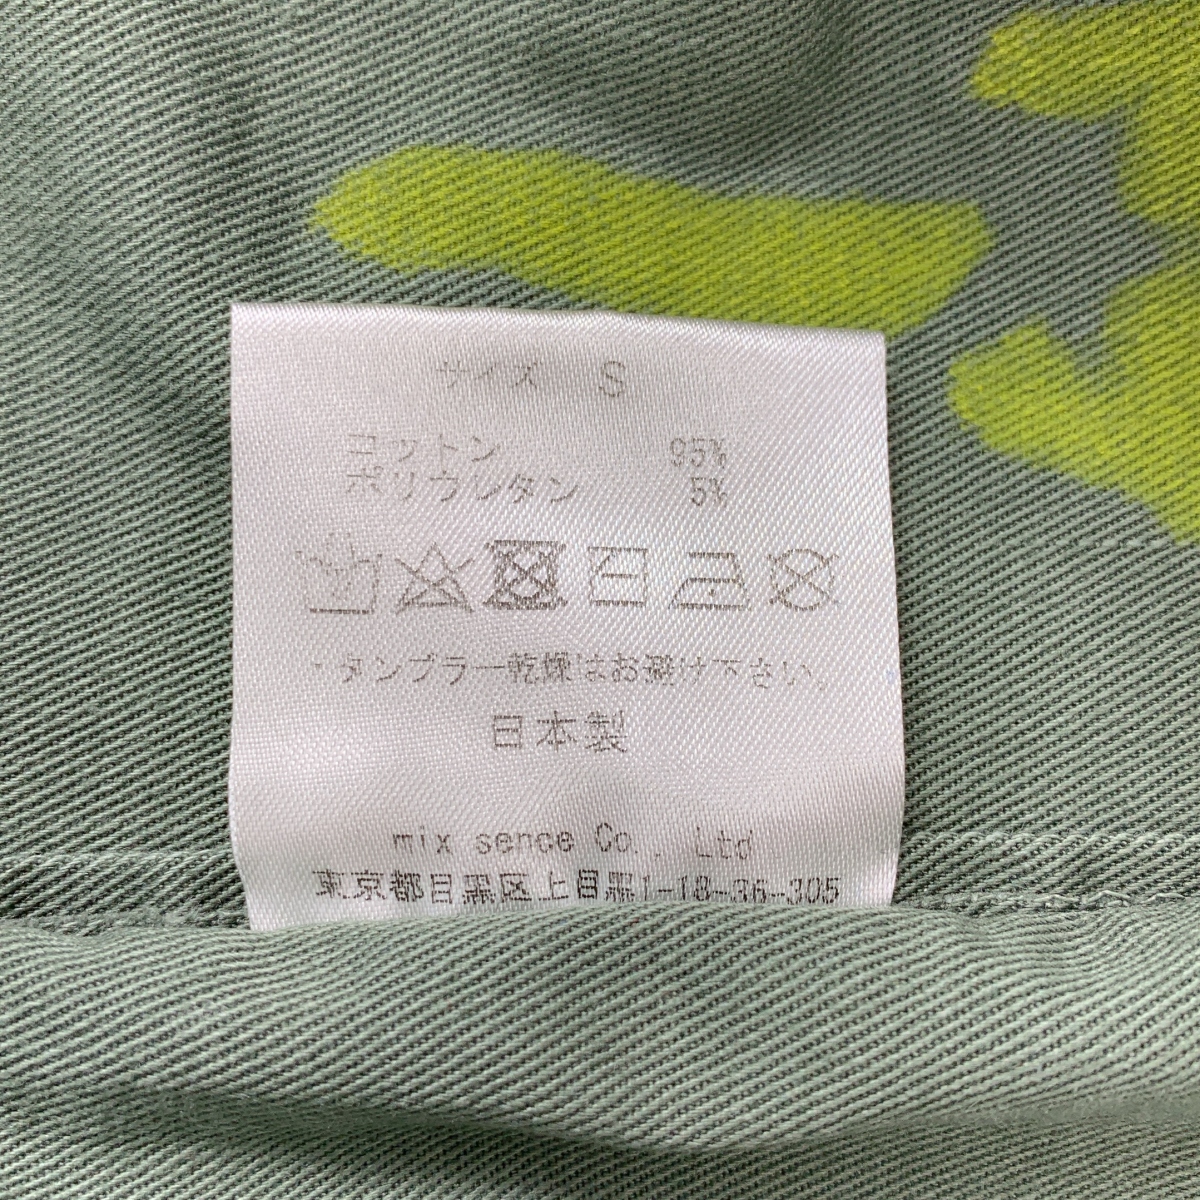 サイズ S
コットン 95%
ポリウレタン 5%
・タンブラー乾燥はお避け下さい。
日本製
mix sence Co., Ltd
東京都目黒区上目黒1-18-36-305